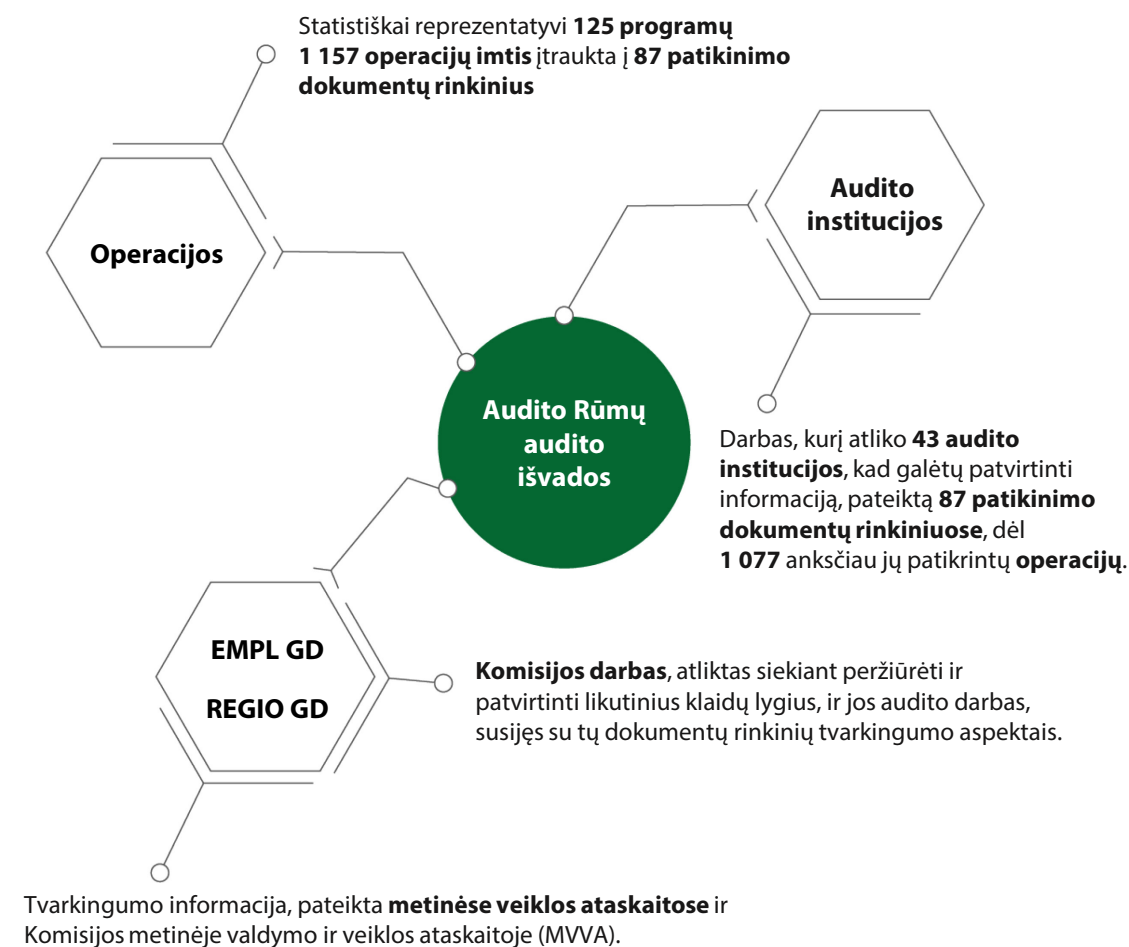 Statistiškai reprezentatyvi 125 programų
1 157 operacijų imtis įtraukta į 87 patikinimo
dokumentų rinkinius
Operacijos
Audito
institucijos
Audito Rūmų
audito
išvados
Darbas, kurį atliko 43 audito
institucijos, kad galėtų patvirtinti
informaciją, pateiktą 87 patikinimo
dokumentų rinkiniuose, dėl
1 077 anksčiau jų patikrintų operacijų.
EMPL GD
REGIO GD
Komisijos darbas, atliktas siekiant peržiūrėti ir
patvirtinti likutinius klaidų lygius, ir jos audito darbas,
susijęs su tų dokumentų rinkinių tvarkingumo aspektais.
Tvarkingumo informacija, pateikta metinėse veiklos ataskaitose ir
Komisijos metinėje valdymo ir veiklos ataskaitoje (MVVA).